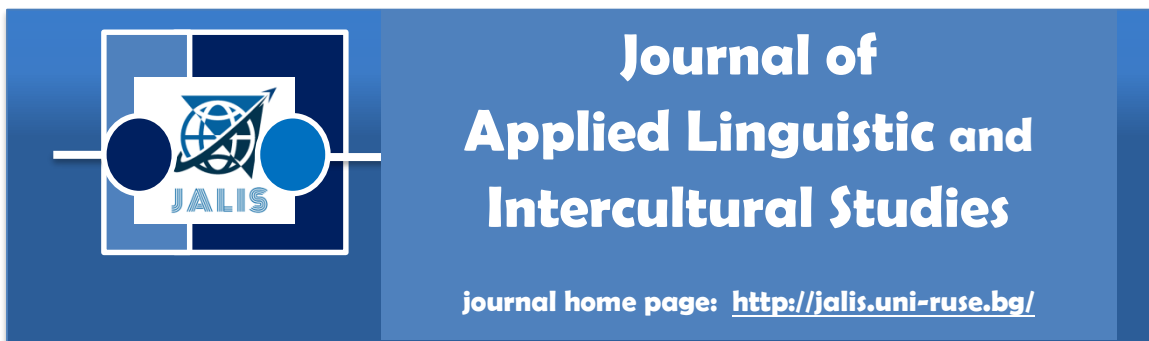 JALIS
Journal of
Applied Linguistic and
Intercultural Studies
journal home page: http://jalis.uni-ruse.bg/